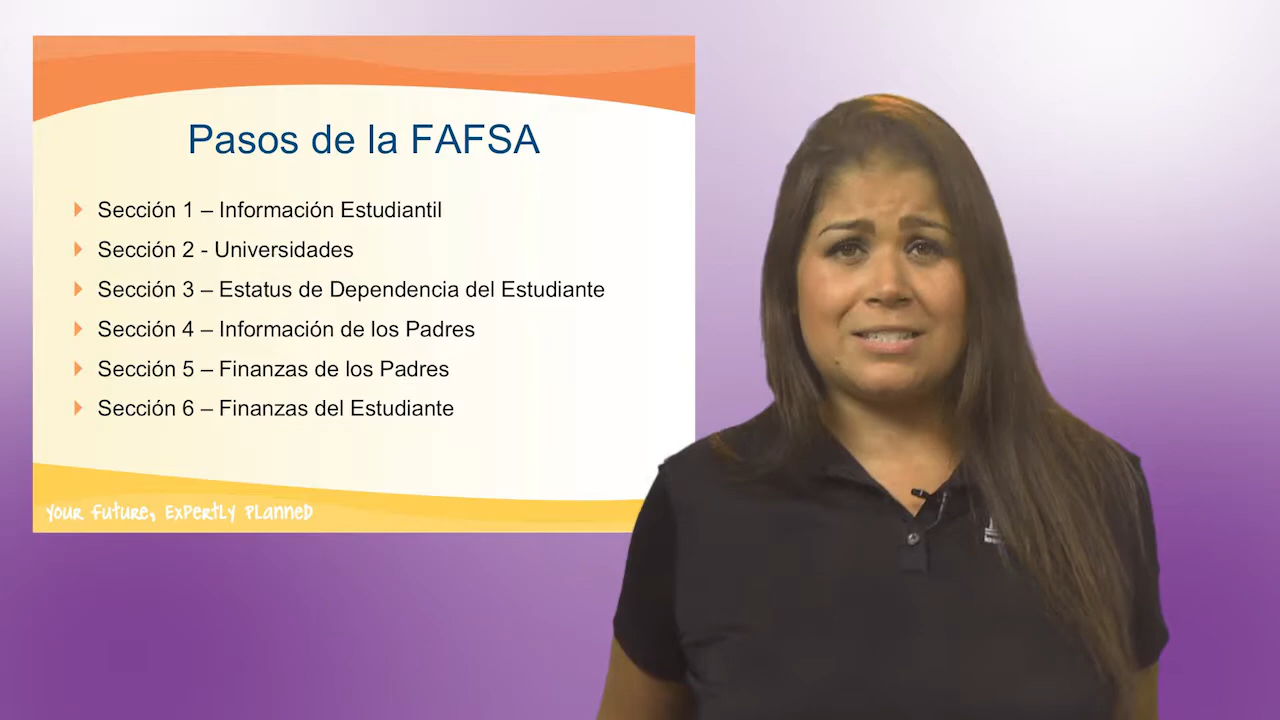 Pasos de la FAFSA
Sección 1 – Información Estudiantil
Sección 2 - Universidades
Sección 3 – Estatus de Dependencia del Estudiante
Sección 4 – Información de los Padres
Sección 5 – Finanzas de los Padres
Sección 6 – Finanzas del Estudiante
Your Future, Expertly Planned